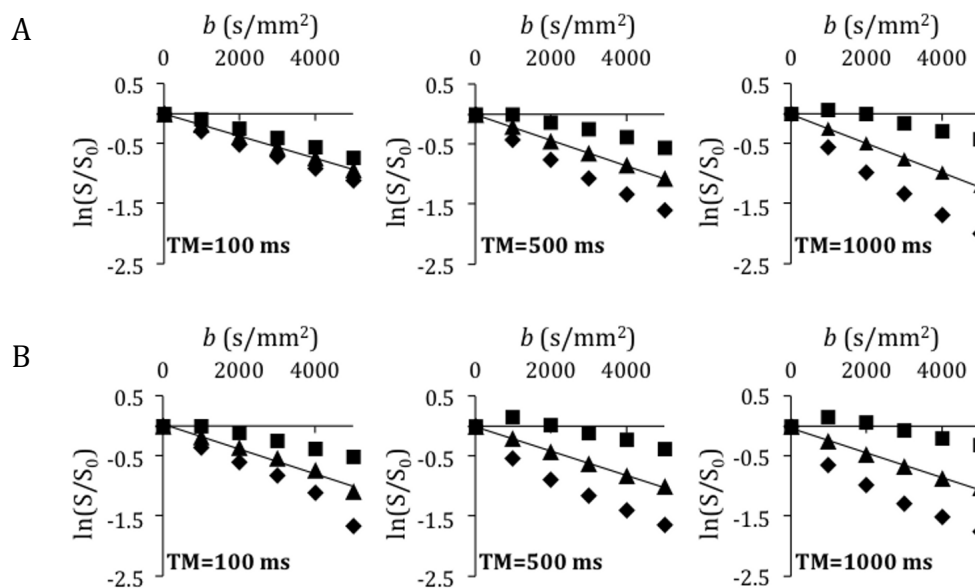 A
b (s/mm²) b (s/mm²) b (s/mm²)
0 2000 4000 0 2000 4000 0 2000 4000
0.5 0.5 0.5
-0.5 -0.5 -0.5
-1.5 -1.5 -1.5
-2.5 -2.5 -2.5
ln(S/S₀) ln(S/S₀) ln(S/S₀)
TM=100 ms TM=500 ms TM=1000 ms
B
b (s/mm²) b (s/mm²) b (s/mm²)
0 2000 4000 0 2000 4000 0 2000 4000
0.5 0.5 0.5
-0.5 -0.5 -0.5
-1.5 -1.5 -1.5
-2.5 -2.5 -2.5
ln(S/S₀) ln(S/S₀) ln(S/S₀)
TM=100 ms TM=500 ms TM=1000 ms